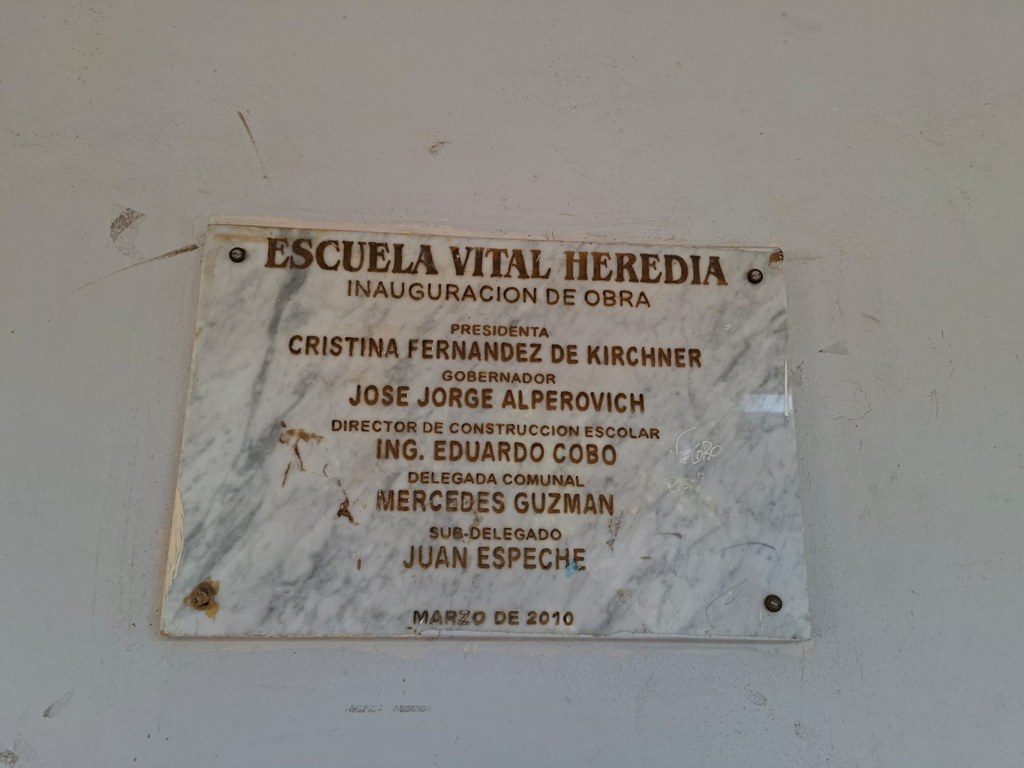 ESCUELA VITAL HEREDIA
INAUGURACION DE OBRA
PRESIDENTA
CRISTINA FERNANDEZ DE KIRCHNER
GOBERNADOR
JOSE JORGE ALPEROVICH
DIRECTOR DE CONSTRUCCION ESCOLAR
ING. EDUARDO COBO
DELEGADA COMUNAL
MERCEDES GUZMAN
SUB-DELEGADO
JUAN ESPECHE
MARZO DE 2010